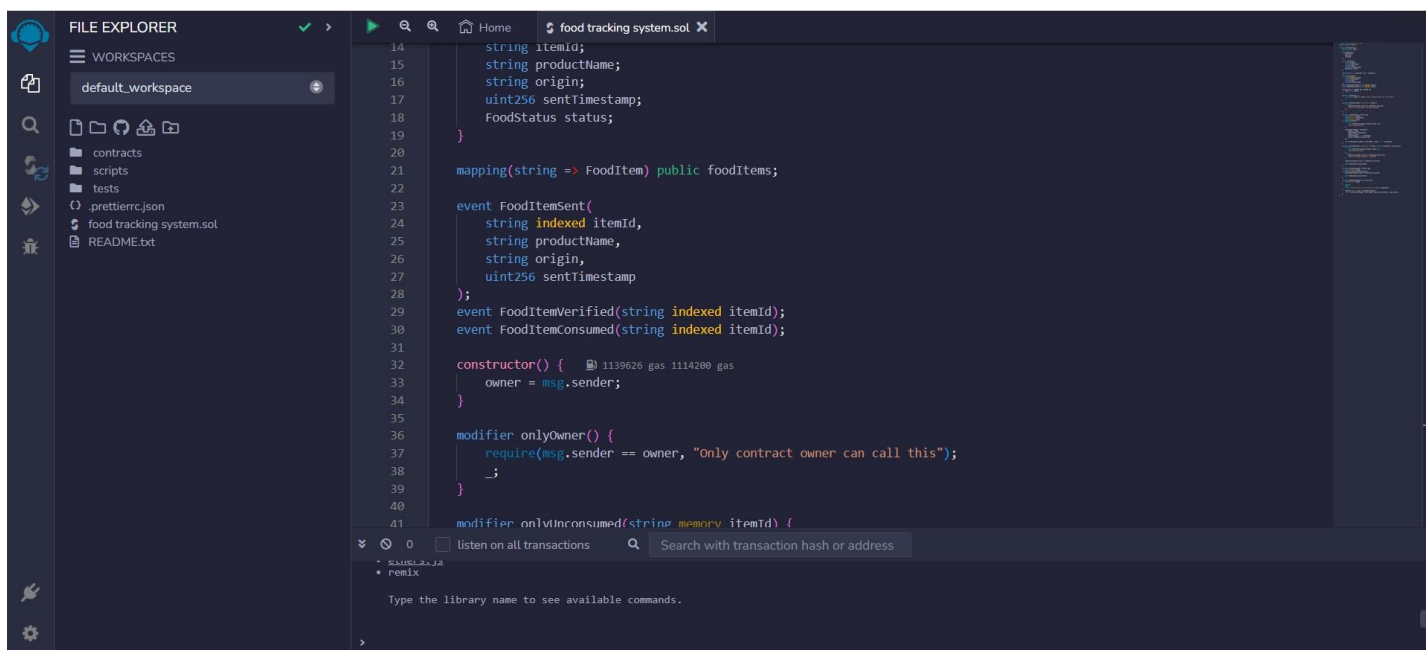 FILE EXPLORER
WORKSPACES
default_workspace
contracts
scripts
tests
{} .prettierrc.json
food tracking system.sol
README.txt
Home
food tracking system.sol
14 string itemId;
15 string productName;
16 string origin;
17 uint256 sentTimestamp;
18 FoodStatus status;
19 }
20
21 mapping(string => FoodItem) public foodItems;
22
23 event FoodItemSent(
24 string indexed itemId,
25 string productName,
26 string origin,
27 uint256 sentTimestamp
28 );
29 event FoodItemVerified(string indexed itemId);
30 event FoodItemConsumed(string indexed itemId);
31
32 constructor() { 1139626 gas 1114200 gas
33 owner = msg.sender;
34 }
35
36 modifier onlyOwner() {
37 require(msg.sender == owner, "Only contract owner can call this");
38 _;
39 }
40
41 modifier onlyUnconsumed(string memory itemId) {
0 listen on all transactions Search with transaction hash or address
• ethers.js
• remix
Type the library name to see available commands.
>